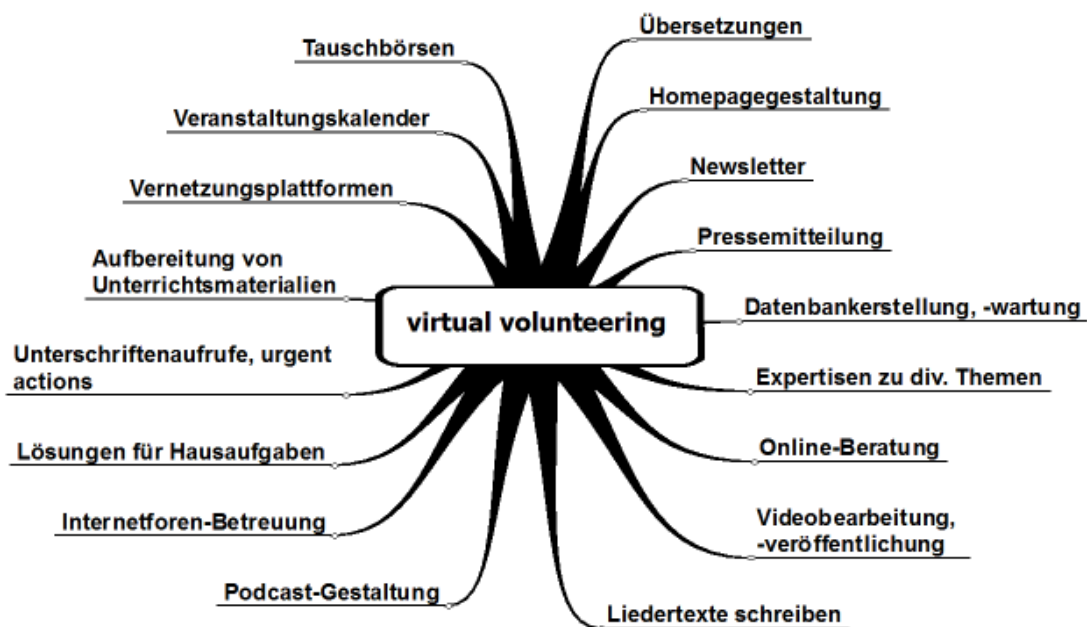 Tauschbörsen
Veranstaltungskalender
Vernetzungsplattformen
Aufbereitung von
Unterrichtsmaterialien
Unterschriftenaufrufe, urgent
actions
Lösungen für Hausaufgaben
Internetforen-Betreuung
Podcast-Gestaltung
virtual volunteering
Übersetzungen
Homepagegestaltung
Newsletter
Pressemitteilung
Datenbankerstellung, -wartung
Expertisen zu div. Themen
Online-Beratung
Videobearbeitung,
-veröffentlichung
Liedertexte schreiben